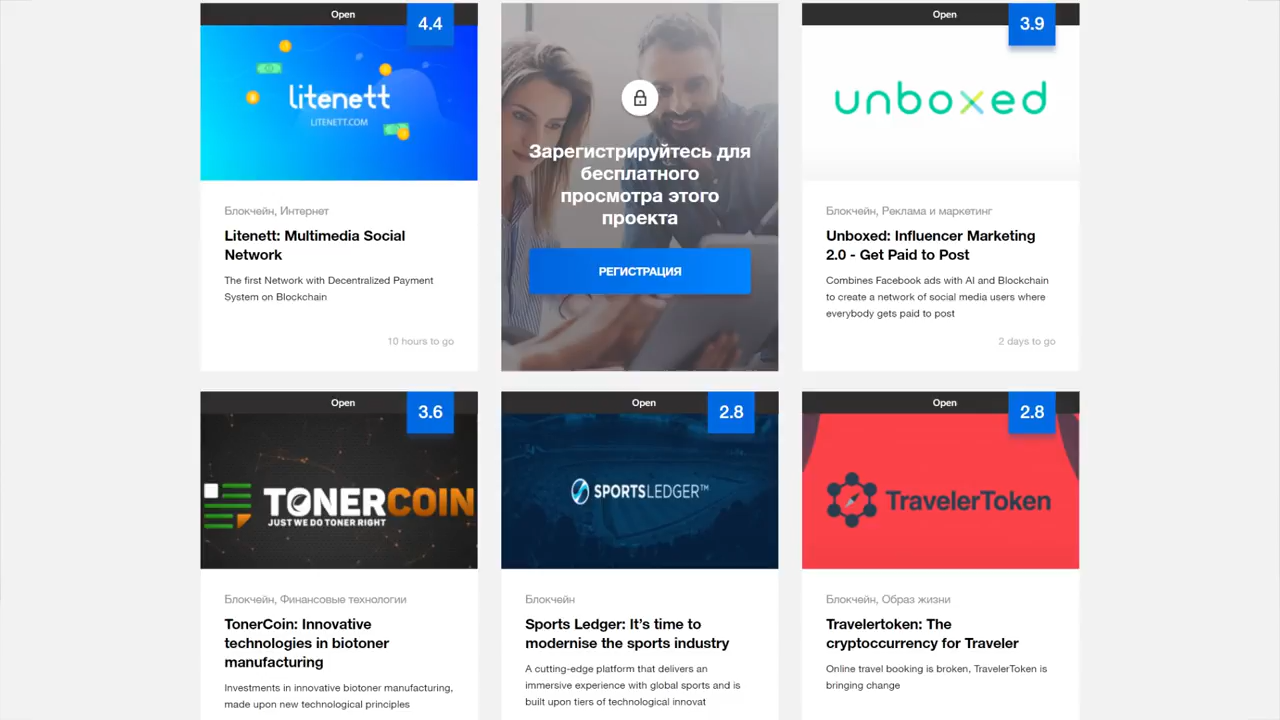 Open
4.4
litenett
LITENETT.COM
Блокчейн, Интернет
Litenett: Multimedia Social
Network
The first Network with Decentralized Payment
System on Blockchain
10 hours to go
Зарегистрируйтесь для
бесплатного
просмотра этого
проекта
РЕГИСТРАЦИЯ
Open
3.9
unboxed
Блокчейн, Реклама и маркетинг
Unboxed: Influencer Marketing
2.0 - Get Paid to Post
Combines Facebook ads with AI and Blockchain
to create a network of social media users where
everybody gets paid to post
2 days to go
Open
3.6
TONERCOIN
JUST WE DO TONER RIGHT
Блокчейн, Финансовые технологии
TonerCoin: Innovative
technologies in biotoner
manufacturing
Investments in innovative biotoner manufacturing,
made upon new technological principles
Open
2.8
SPORTSLEDGER™
Блокчейн
Sports Ledger: It’s time to
modernise the sports industry
A cutting-edge platform that delivers an
immersive experience with global sports and is
built upon tiers of technological innovat
Open
2.8
TravelerToken
Блокчейн, Образ жизни
Travelertoken: The
cryptoccurrency for Traveler
Online travel booking is broken, TravelerToken is
bringing change